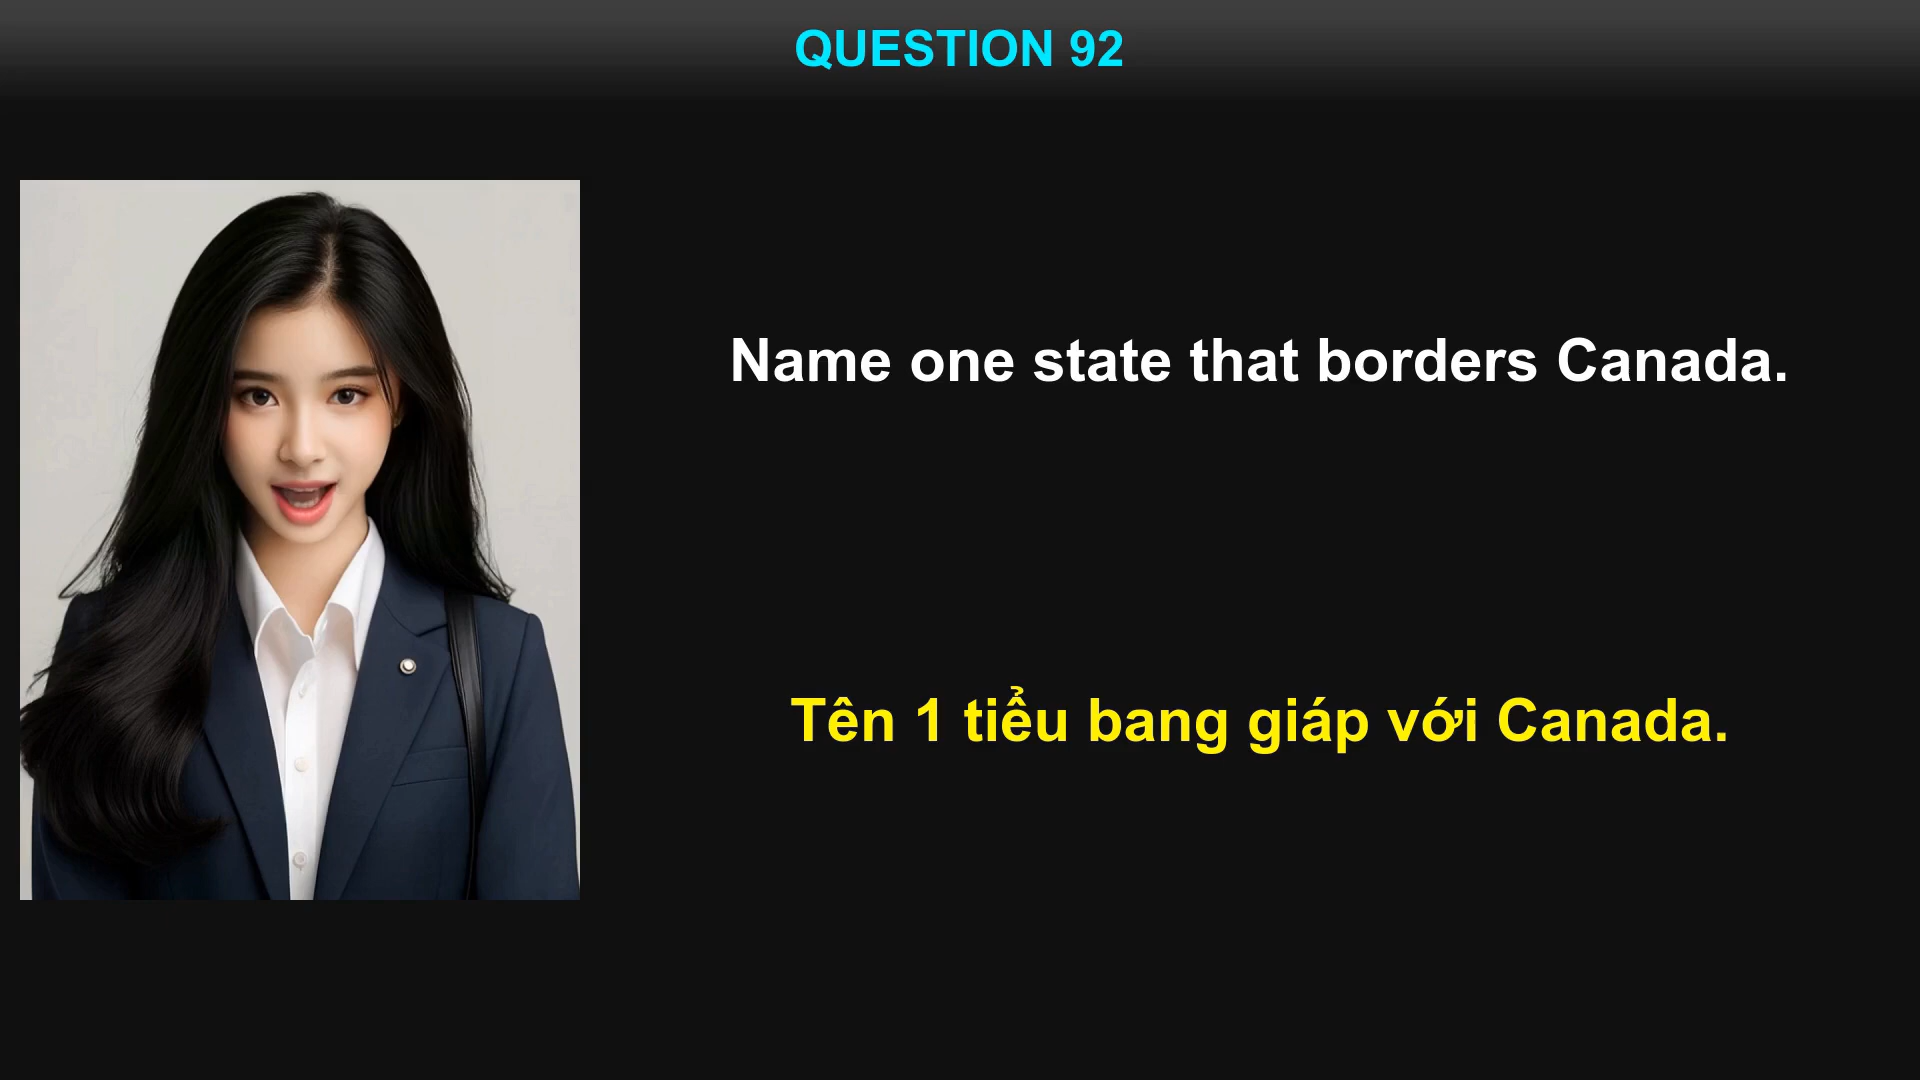 QUESTION 92
Name one state that borders Canada.
Tên 1 tiểu bang giáp với Canada.